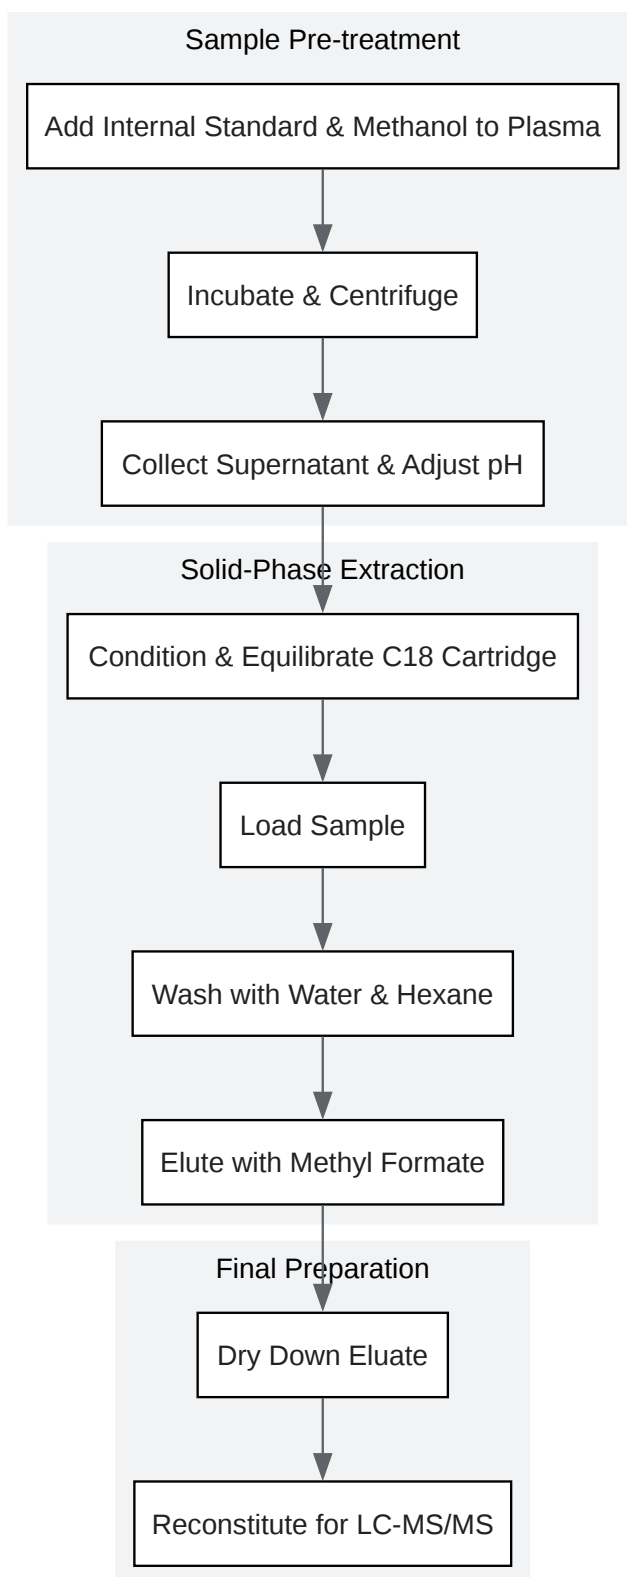 Sample Pre-treatment
Add Internal Standard & Methanol to Plasma
Incubate & Centrifuge
Collect Supernatant & Adjust pH
Solid-Phase Extraction
Condition & Equilibrate C18 Cartridge
Load Sample
Wash with Water & Hexane
Elute with Methyl Formate
Final Preparation
Dry Down Eluate
Reconstitute for LC-MS/MS